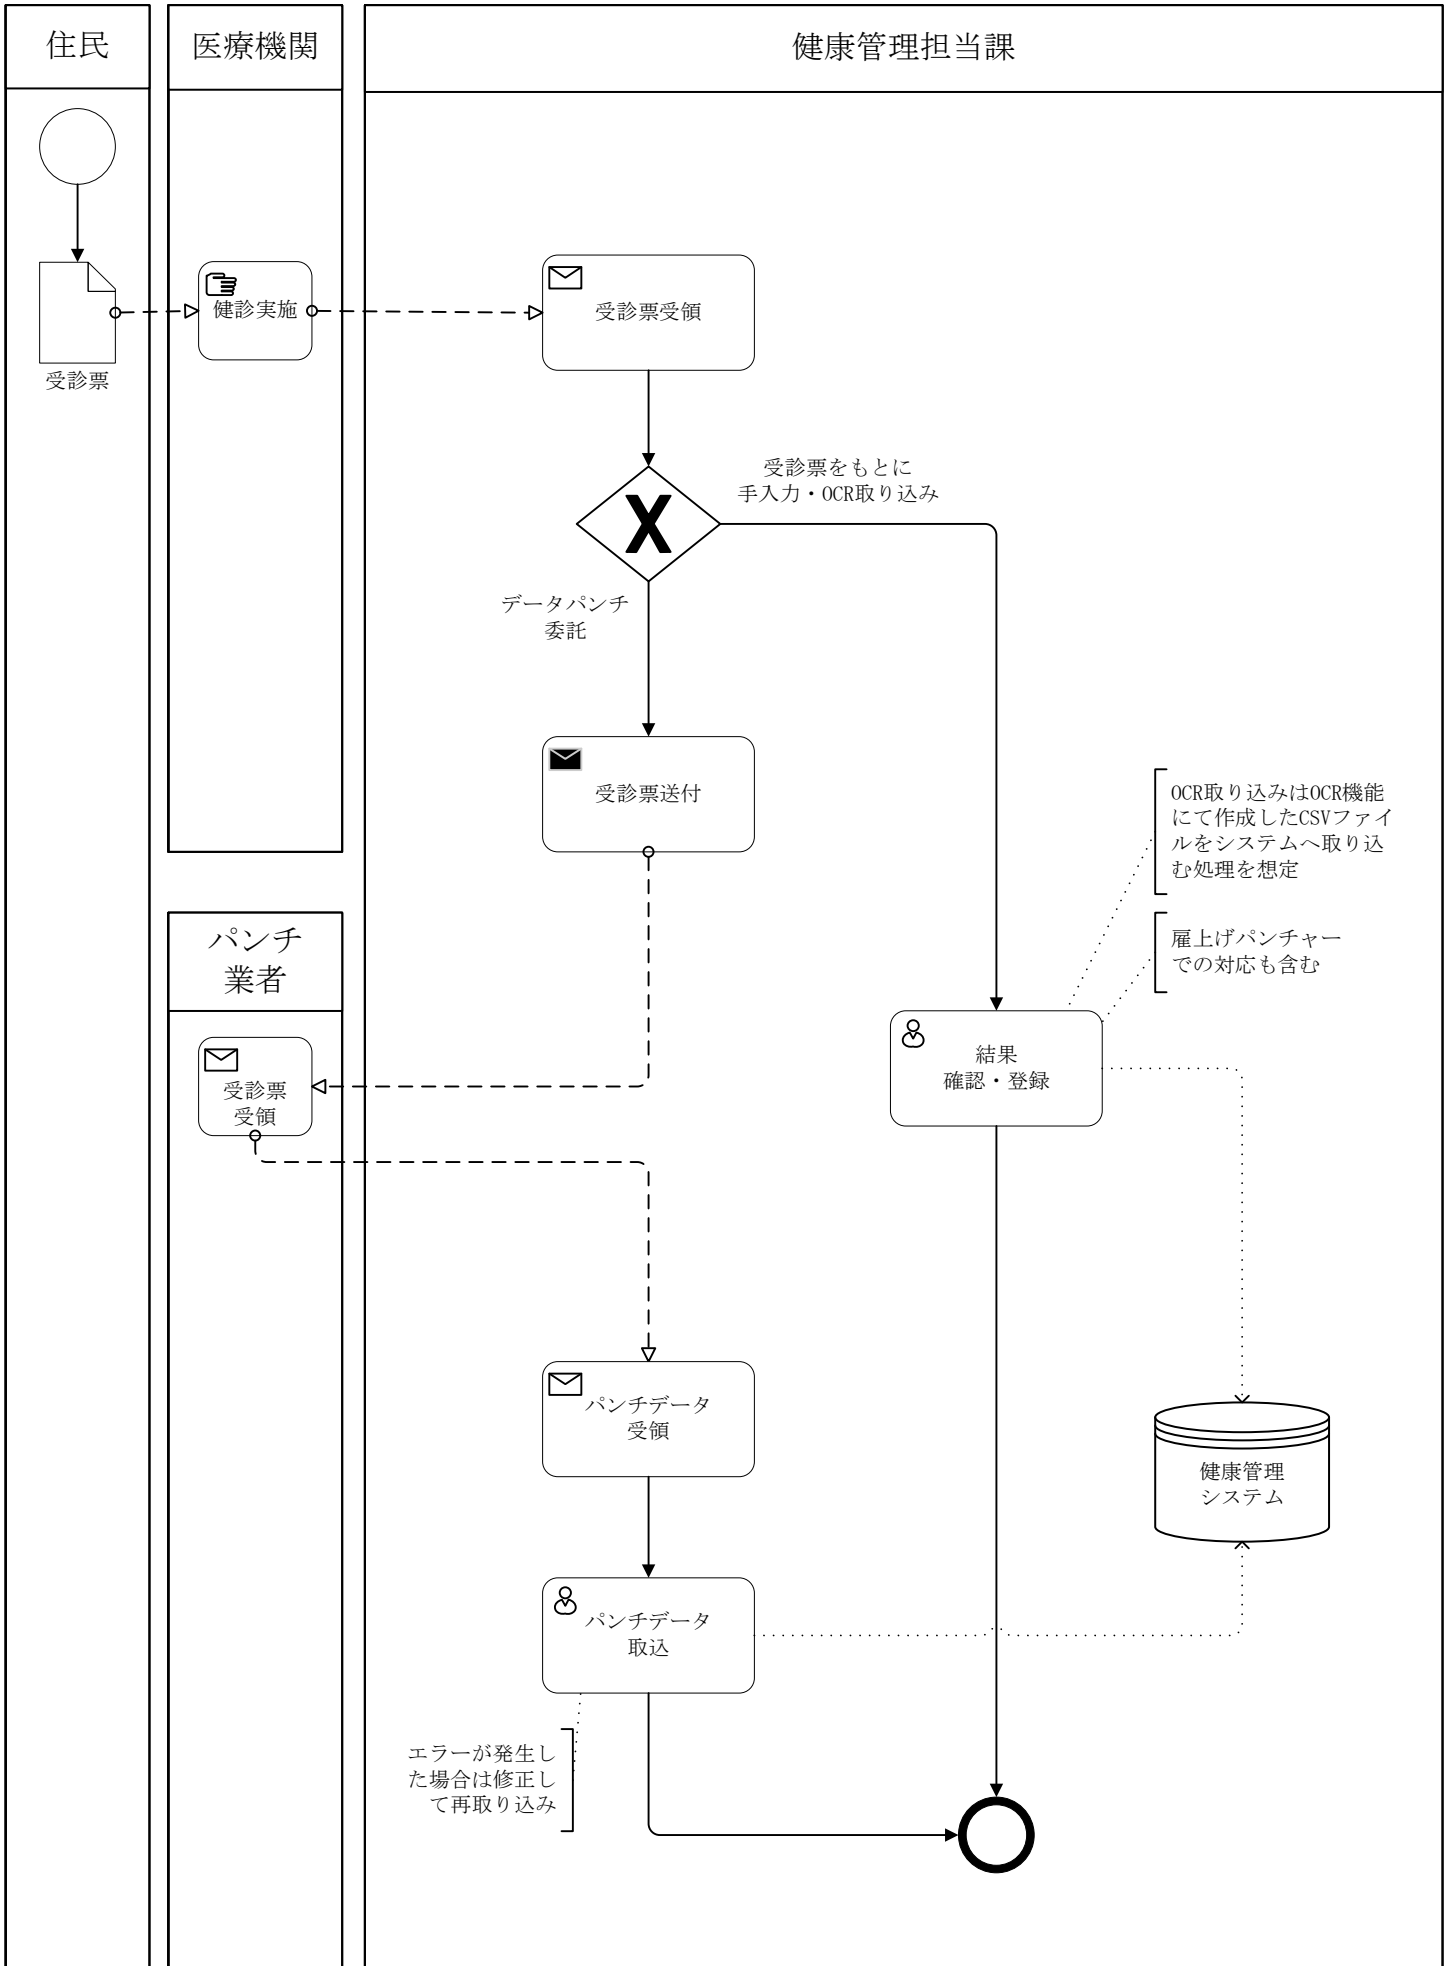 住民
医療機関
健康管理担当課
受診票
健診実施
受診票受領
受診票をもとに
手入力・OCR取り込み
データパンチ
委託
受診票送付
OCR取り込みはOCR機能
にて作成したCSVファイ
ルをシステムへ取り込
む処理を想定
雇上げパンチャー
での対応も含む
パンチ
業者
受診票
受領
結果
確認・登録
パンチデータ
受領
健康管理
システム
パンチデータ
取込
エラーが発生し
た場合は修正し
て再取り込み